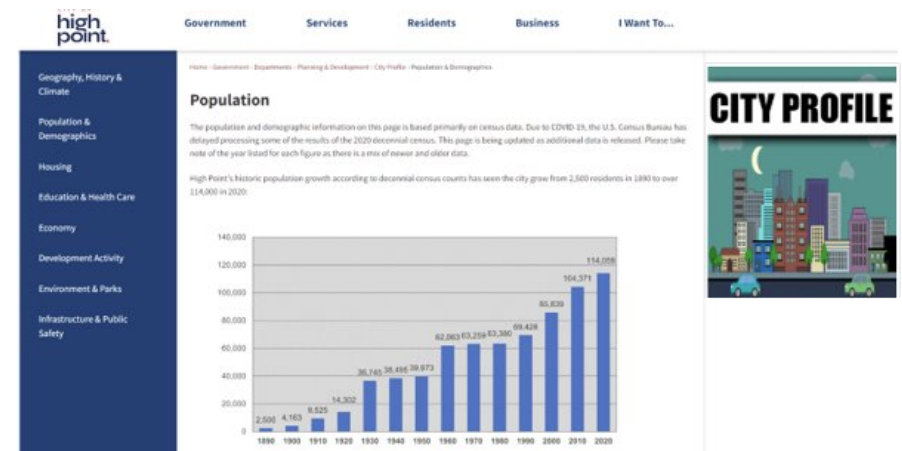 high
point.
Government Services Residents Business I Want To...
Geography, History &
Climate
Population &
Demographics
Housing
Education & Health Care
Economy
Development Activity
Environment & Parks
Infrastructure & Public
Safety
Home › Government › Departments › Planning & Development › City Profile › Population & Demographics
Population
The population and demographic information on this page is based primarily on census data. Due to COVID-19, the U.S. Census Bureau has
delayed processing some of the results of the 2020 decennial census. This page is being updated as additional data is released. Please take
note of the year listed for each figure as there is a mix of newer and older data.
High Point's historic population growth according to decennial census counts has seen the city grow from 2,500 residents in 1890 to over
114,000 in 2020:
140,000
120,000
100,000
80,000
60,000
40,000
20,000
0
2,500 4,163 9,525 14,302 36,745 38,495 39,973 62,063 63,259 63,380 69,428 85,839 104,371 114,059
1890 1900 1910 1920 1930 1940 1950 1960 1970 1980 1990 2000 2010 2020
CITY PROFILE